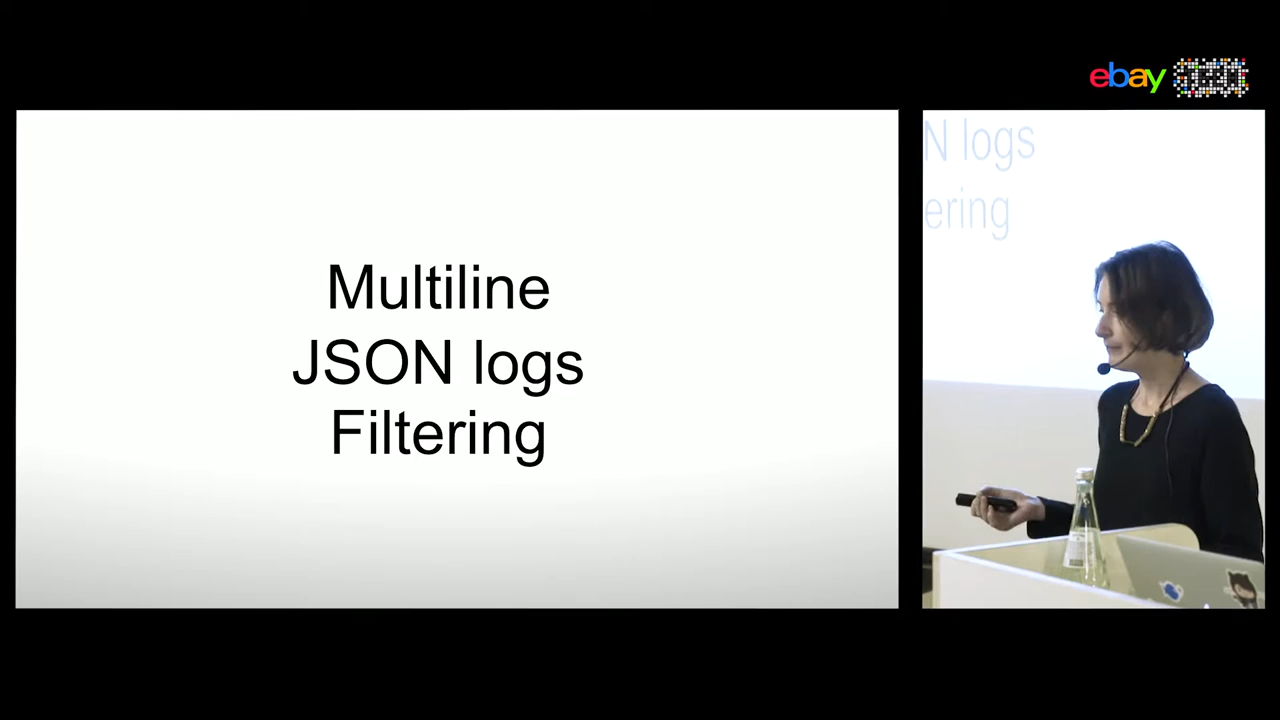 ebay
Multiline
JSON logs
Filtering
N logs
ering